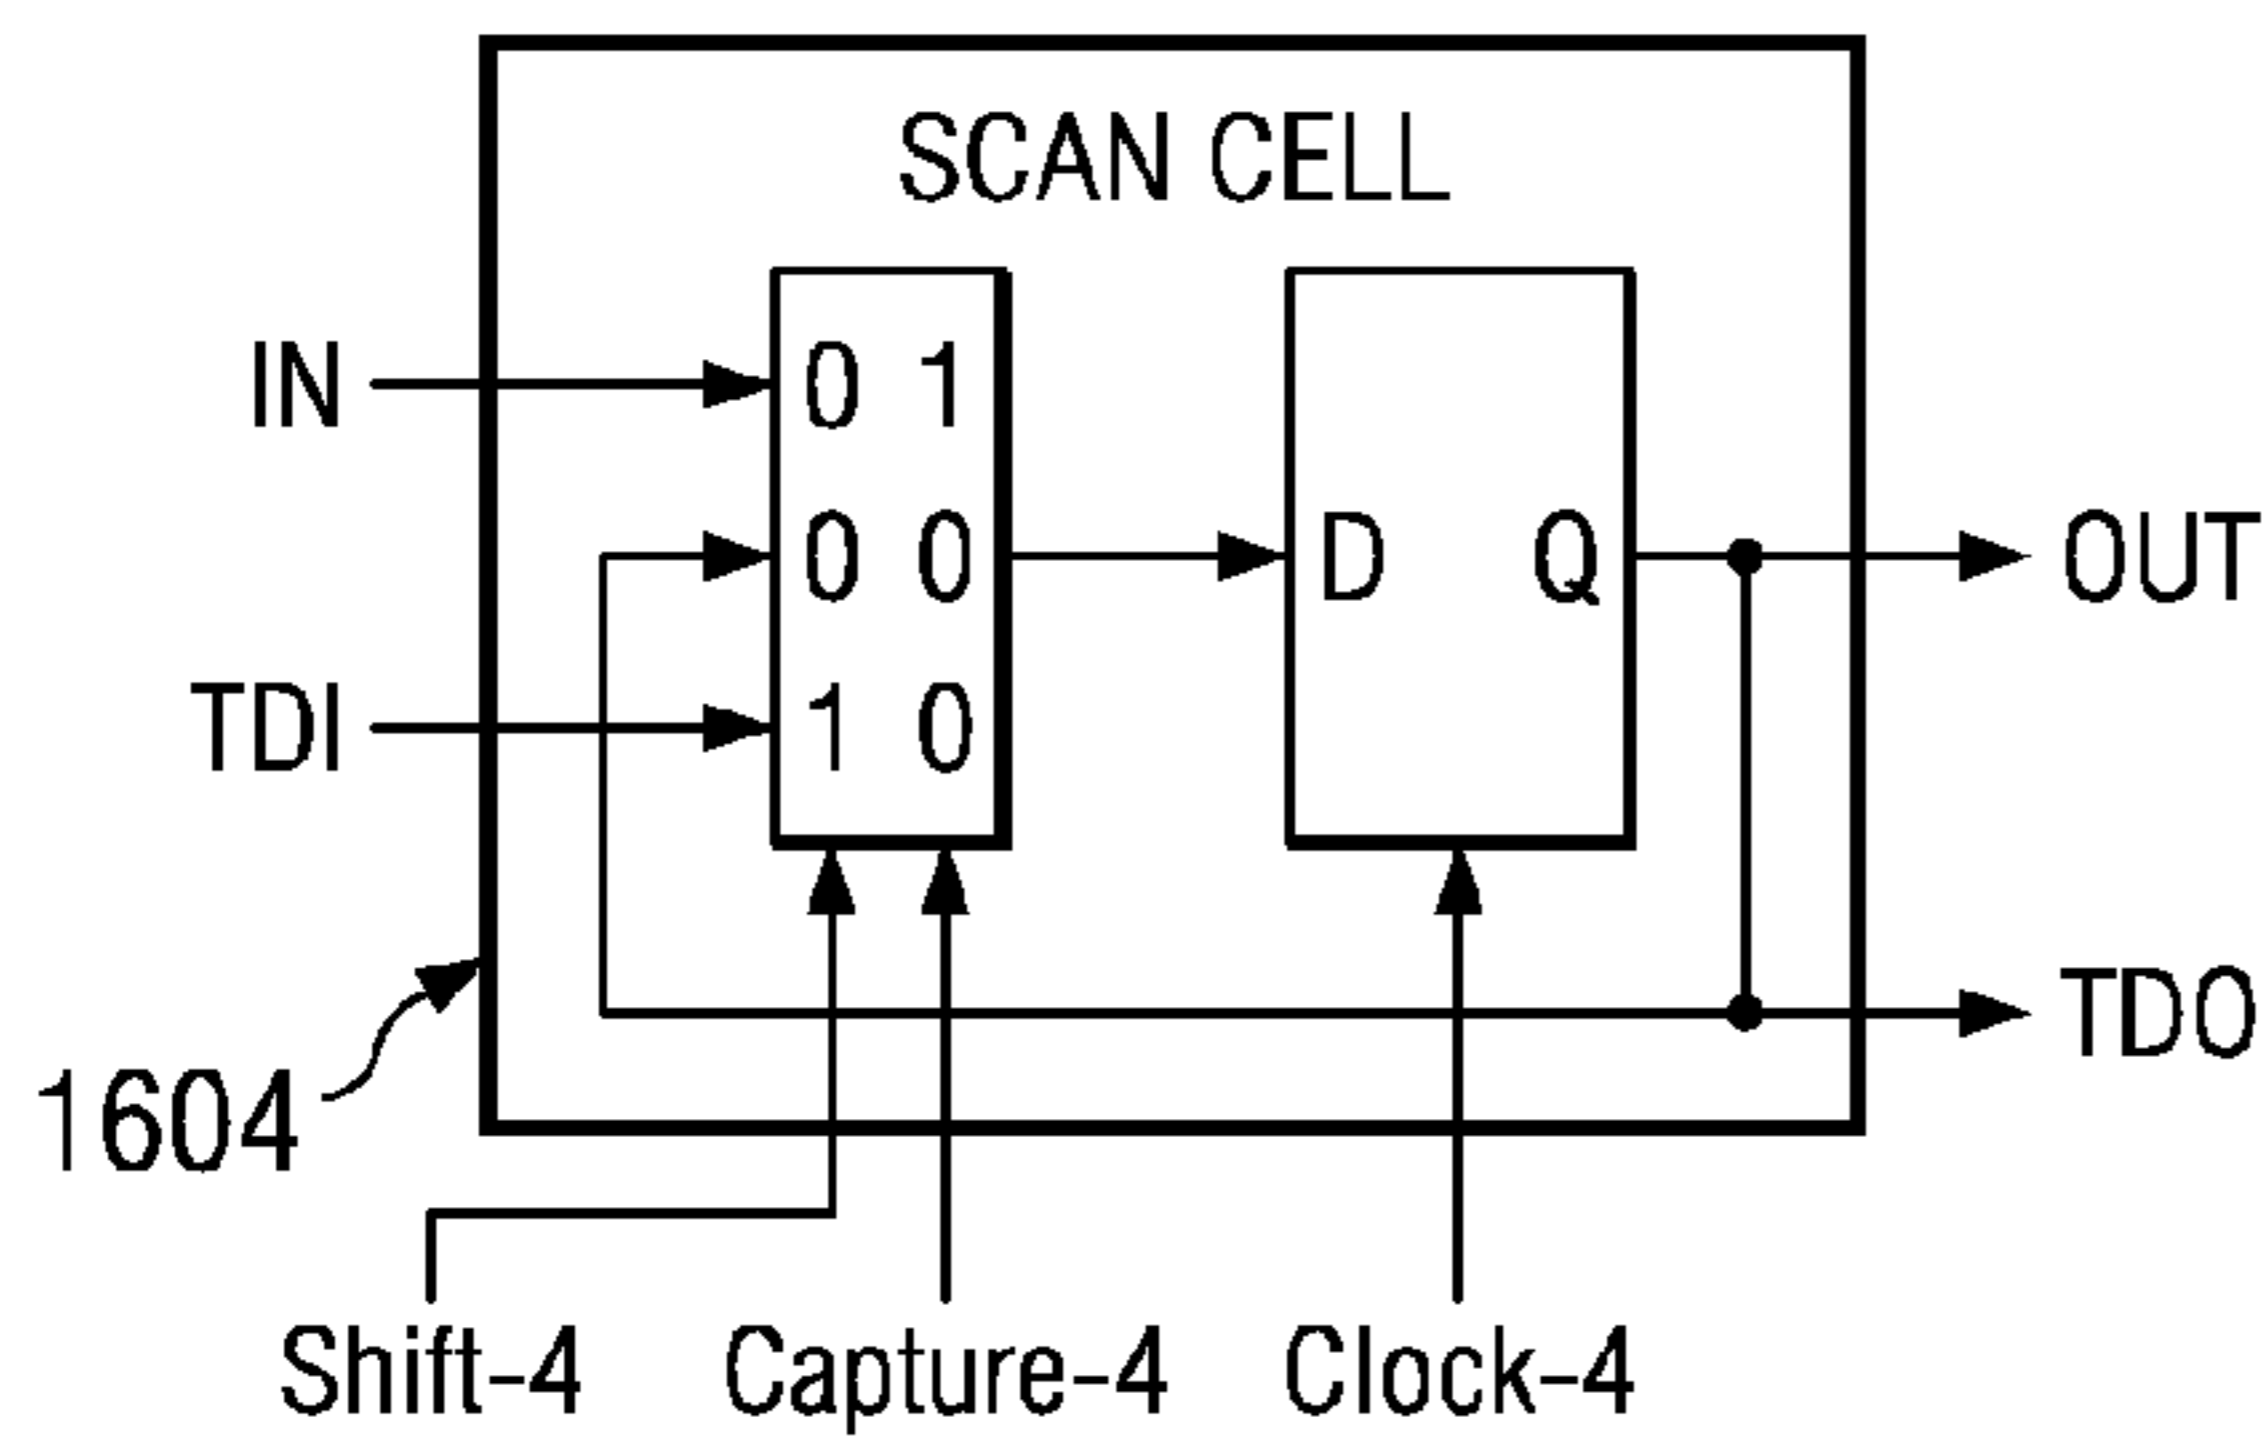 SCAN CELL
IN
0 1
0 0
D
Q
OUT
TDI
1 0
TDO
1604
Shift-4
Capture-4
Clock-4